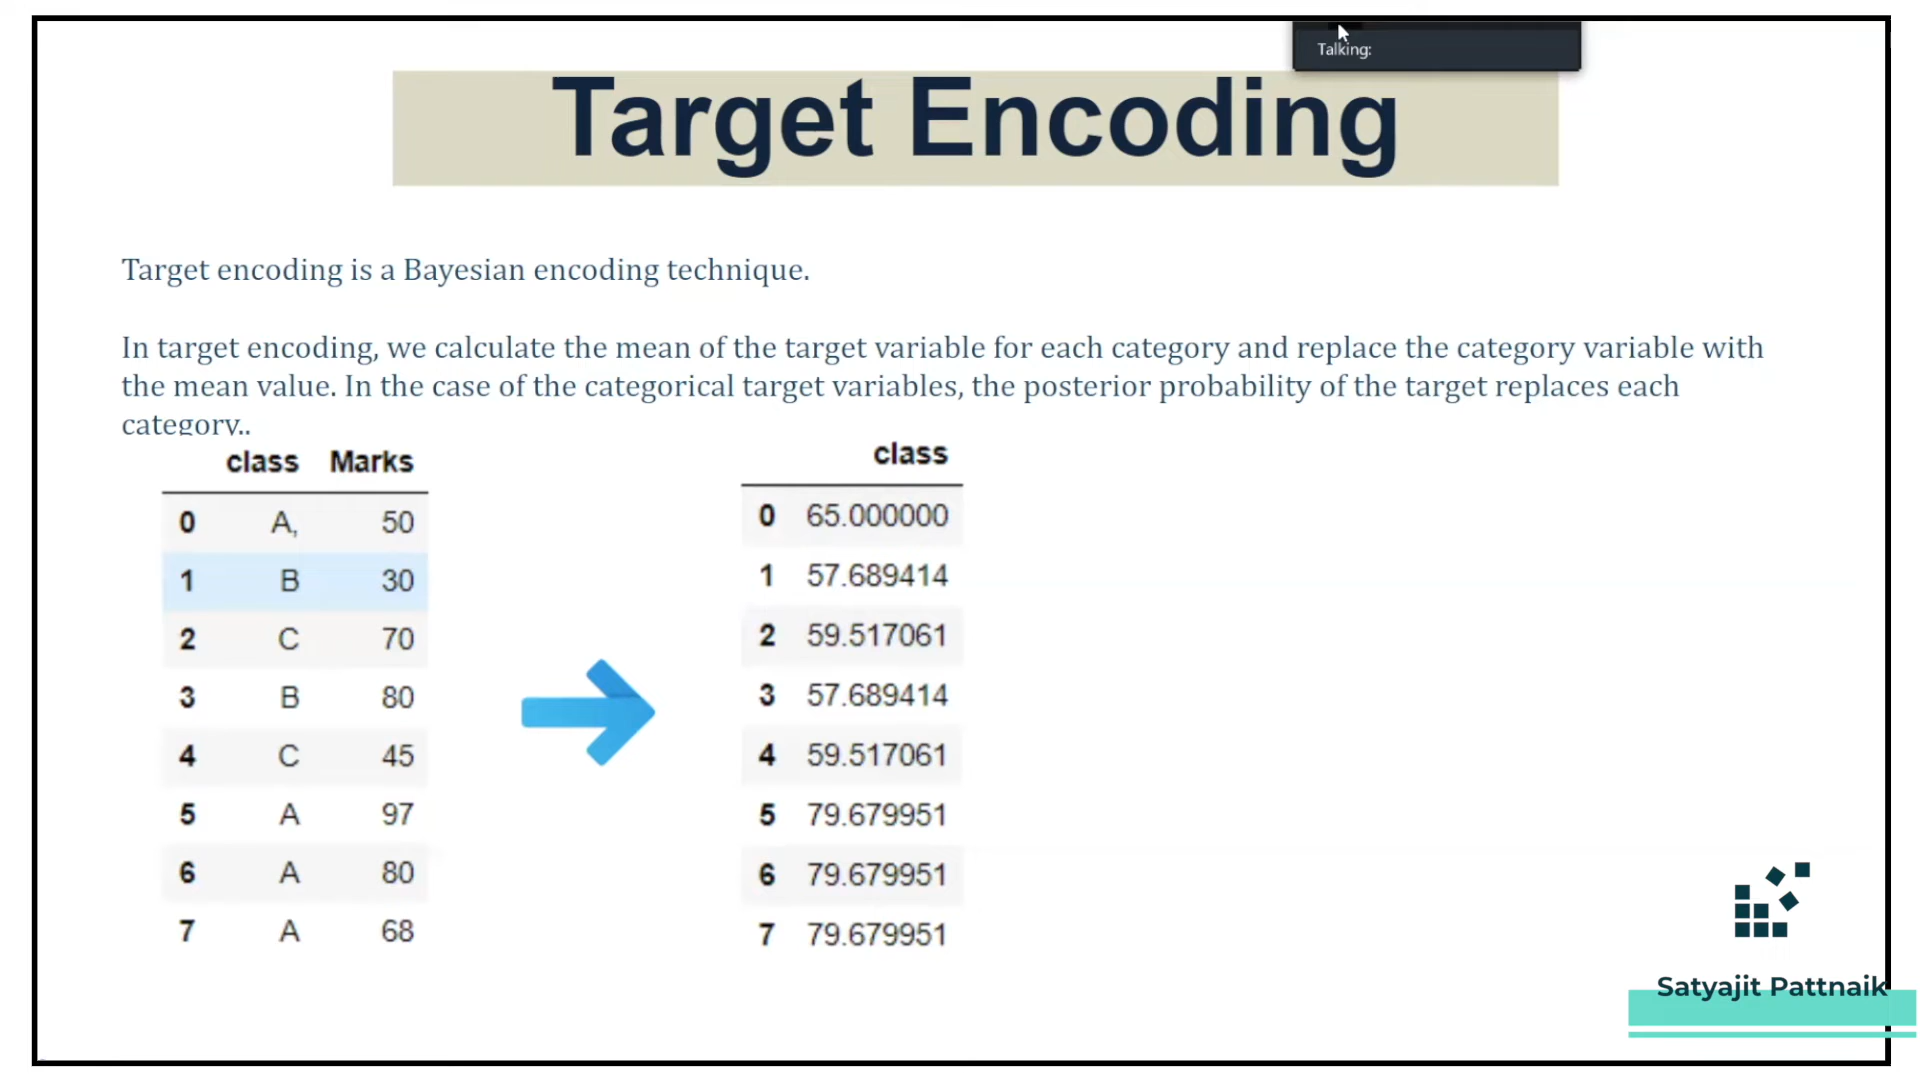 Talking:
Target Encoding
Target encoding is a Bayesian encoding technique.
In target encoding, we calculate the mean of the target variable for each category and replace the category variable with
the mean value. In the case of the categorical target variables, the posterior probability of the target replaces each
category..
class Marks
0 A, 50
1 B 30
2 C 70
3 B 80
4 C 45
5 A 97
6 A 80
7 A 68
class
0 65.000000
1 57.689414
2 59.517061
3 57.689414
4 59.517061
5 79.679951
6 79.679951
7 79.679951
Satyajit Pattnaik